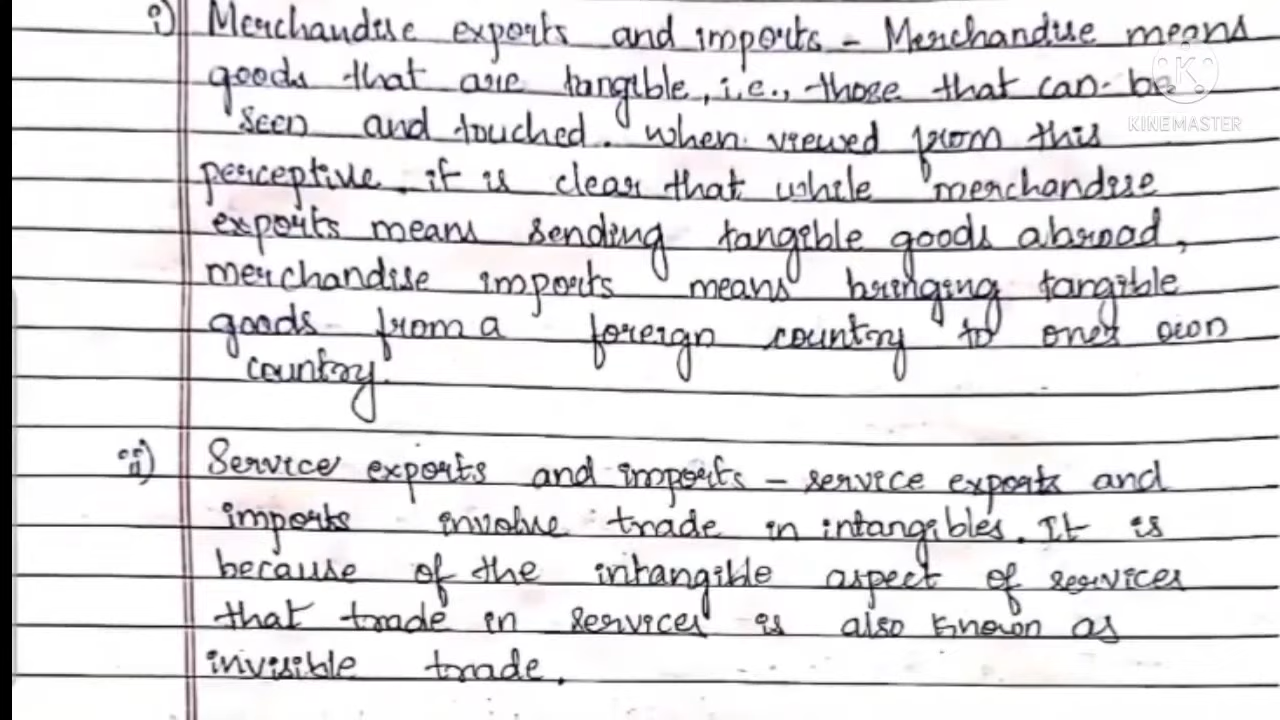 i) Merchandise exports and imports - Merchandise means
goods that are tangible, i.e., those that can be
seen and touched. when viewed from this
perceptive, it is clear that while merchandise
exports means sending tangible goods abroad,
merchandise imports means bringing tangible
goods from a foreign country to ones own
country.
ii) Service exports and imports - service exports and
imports involve trade in intangibles. It is
because of the intangible aspect of services
that trade in services is also known as
invisible trade.
K
KINEMASTER